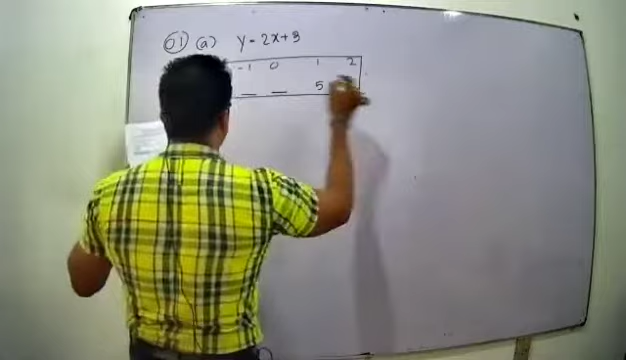 01 (a) y = 2x+3
-1 0 1 2
_ _ 5